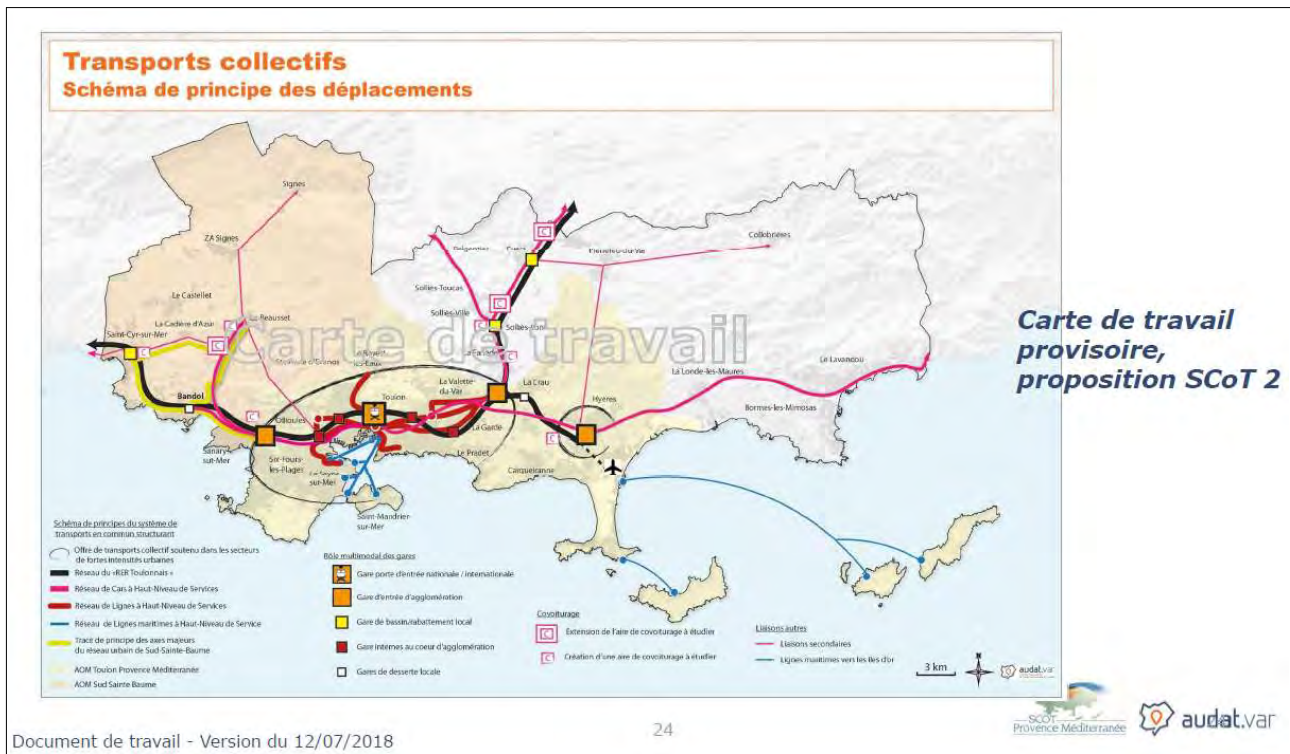 Transports collectifs
Schéma de principe des déplacements
Signes
ZA Signes
Collobrières
Le Castellet
Solliès-Toucas
La Cadière d'Azur
Solliès-Ville
Saint-Cyr-sur-Mer
Carte de travail
Le Lavandou
La Londe-les-Maures
La Valette-du-Var
La Crau
Hyères
Bandol
Toulon
Bormes-les-Mimosas
Ollioules
La Garde
Sanary-sur-Mer
Six-Fours-les-Plages
Le Pradet
Carqueiranne
Saint-Mandrier-sur-Mer
Carte de travail
provisoire,
proposition SCoT 2
Schéma de principes du système de
transports en commun structurant
Offre de transports collectif soutenu dans les secteurs
de fortes intensités urbaines
Réseau du «RER Toulonnais»
Réseau de Cars à Haut-Niveau de Services
Réseau de Lignes à Haut-Niveau de Services
Réseau de Lignes maritimes à Haut-Niveau de Service
Tracé de principe des axes majeurs
du réseau urbain de Sud-Sainte-Baume
AOM Toulon Provence Méditerranée
AOM Sud Sainte Baume
Rôle multimodal des gares
Gare porte d'entrée nationale / internationale
Gare d'entrée d'agglomération
Gare de bassin/rabattement local
Gare internes au coeur d'agglomération
Gares de desserte locale
Covoiturage
Extension de l'aire de covoiturage à étudier
Création d'une aire de covoiturage à étudier
Liaisons autres
Liaisons secondaires
Lignes maritimes vers les îles d'or
3 km
N
audat.var
Document de travail - Version du 12/07/2018
24
SCOT
Provence Méditerranée
audat.var